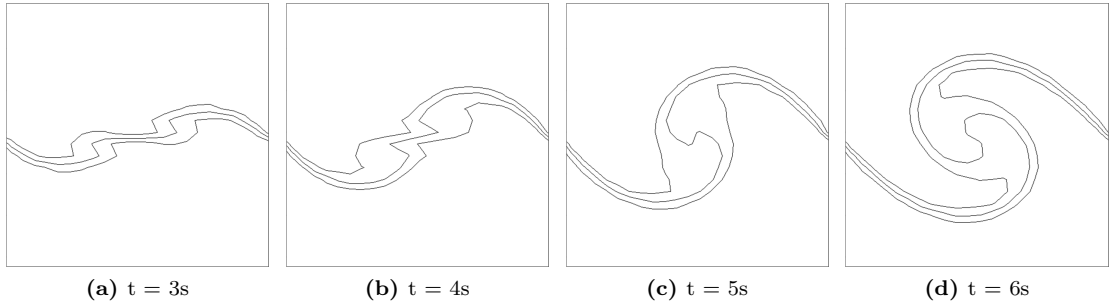 (a) t = 3s
(b) t = 4s
(c) t = 5s
(d) t = 6s